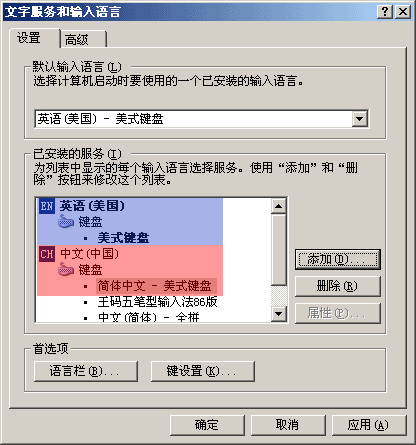 文字服务和输入语言
设置
高级
默认输入语言(L)
选择计算机启动时要使用的一个已安装的输入语言。
英语(美国) - 美式键盘
已安装的服务(I)
为列表中显示的每个输入语言选择服务。使用“添加”和“删
除”按钮来修改这个列表。
EN 英语(美国)
键盘
• 美式键盘
CH 中文(中国)
键盘
• 简体中文 - 美式键盘
• 王码五笔型输入法86版
• 中文(简体) - 全拼
添加(D)...
删除(R)
属性(P)...
首选项
语言栏(B)...
键设置(K)...
确定
取消
应用(A)